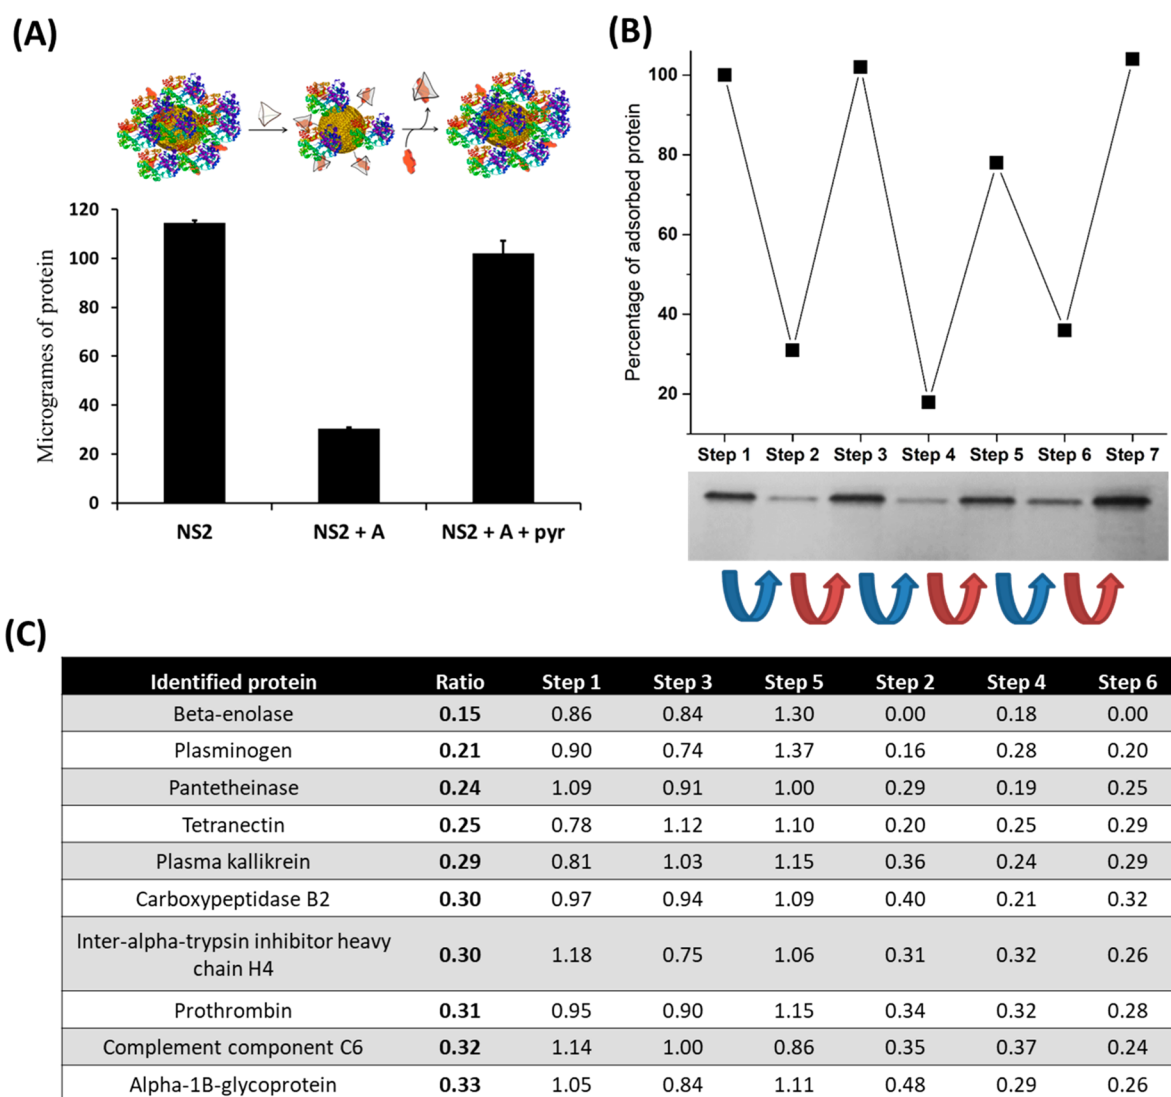 (A)
120
100
80
60
40
20
0
Microgrames of protein
NS2
NS2 + A
NS2 + A + pyr
(B)
100
80
60
40
20
Percentage of adsorbed protein
Step 1 Step 2 Step 3 Step 4 Step 5 Step 6 Step 7
(C)
Identified protein Ratio Step 1 Step 3 Step 5 Step 2 Step 4 Step 6
Beta-enolase 0.15 0.86 0.84 1.30 0.00 0.18 0.00
Plasminogen 0.21 0.90 0.74 1.37 0.16 0.28 0.20
Pantetheinase 0.24 1.09 0.91 1.00 0.29 0.19 0.25
Tetranectin 0.25 0.78 1.12 1.10 0.20 0.25 0.29
Plasma kallikrein 0.29 0.81 1.03 1.15 0.36 0.24 0.29
Carboxypeptidase B2 0.30 0.97 0.94 1.09 0.40 0.21 0.32
Inter-alpha-trypsin inhibitor heavy
chain H4 0.30 1.18 0.75 1.06 0.31 0.32 0.26
Prothrombin 0.31 0.95 0.90 1.15 0.34 0.32 0.28
Complement component C6 0.32 1.14 1.00 0.86 0.35 0.37 0.24
Alpha-1B-glycoprotein 0.33 1.05 0.84 1.11 0.48 0.29 0.26